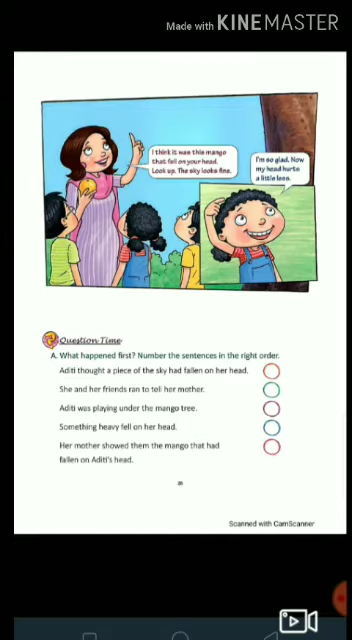 Made with KINEMASTER
I think it was this mango
that fell on your head.
Look up. The sky looks fine.
I'm so glad. Now
my head hurts
a little less.
Question Time
A. What happened first? Number the sentences in the right order.
Aditi thought a piece of the sky had fallen on her head.
She and her friends ran to tell her mother.
Aditi was playing under the mango tree.
Something heavy fell on her head.
Her mother showed them the mango that had
fallen on Aditi's head.
Scanned with CamScanner